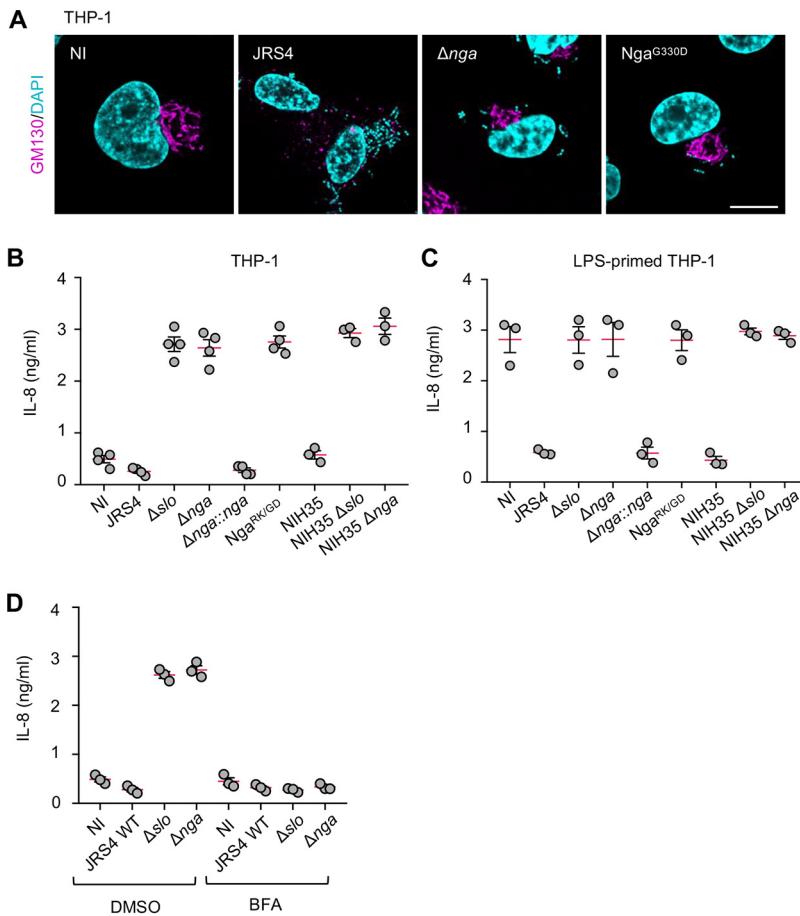 A
THP-1
NI
JRS4
Δnga
NgaG330D
GM130/DAPI
B
THP-1
IL-8 (ng/ml)
4
3
2
1
0
NI
JRS4
Δslo
Δnga
Δnga::nga
NgaRK/GD
NIH35
NIH35 Δslo
NIH35 Δnga
C
LPS-primed THP-1
IL-8 (ng/ml)
4
3
2
1
0
NI
JRS4
Δslo
Δnga
Δnga::nga
NgaRK/GD
NIH35
NIH35 Δslo
NIH35 Δnga
D
IL-8 (ng/ml)
4
3
2
1
0
NI
JRS4 WT
Δslo
Δnga
NI
JRS4 WT
Δslo
Δnga
DMSO
BFA